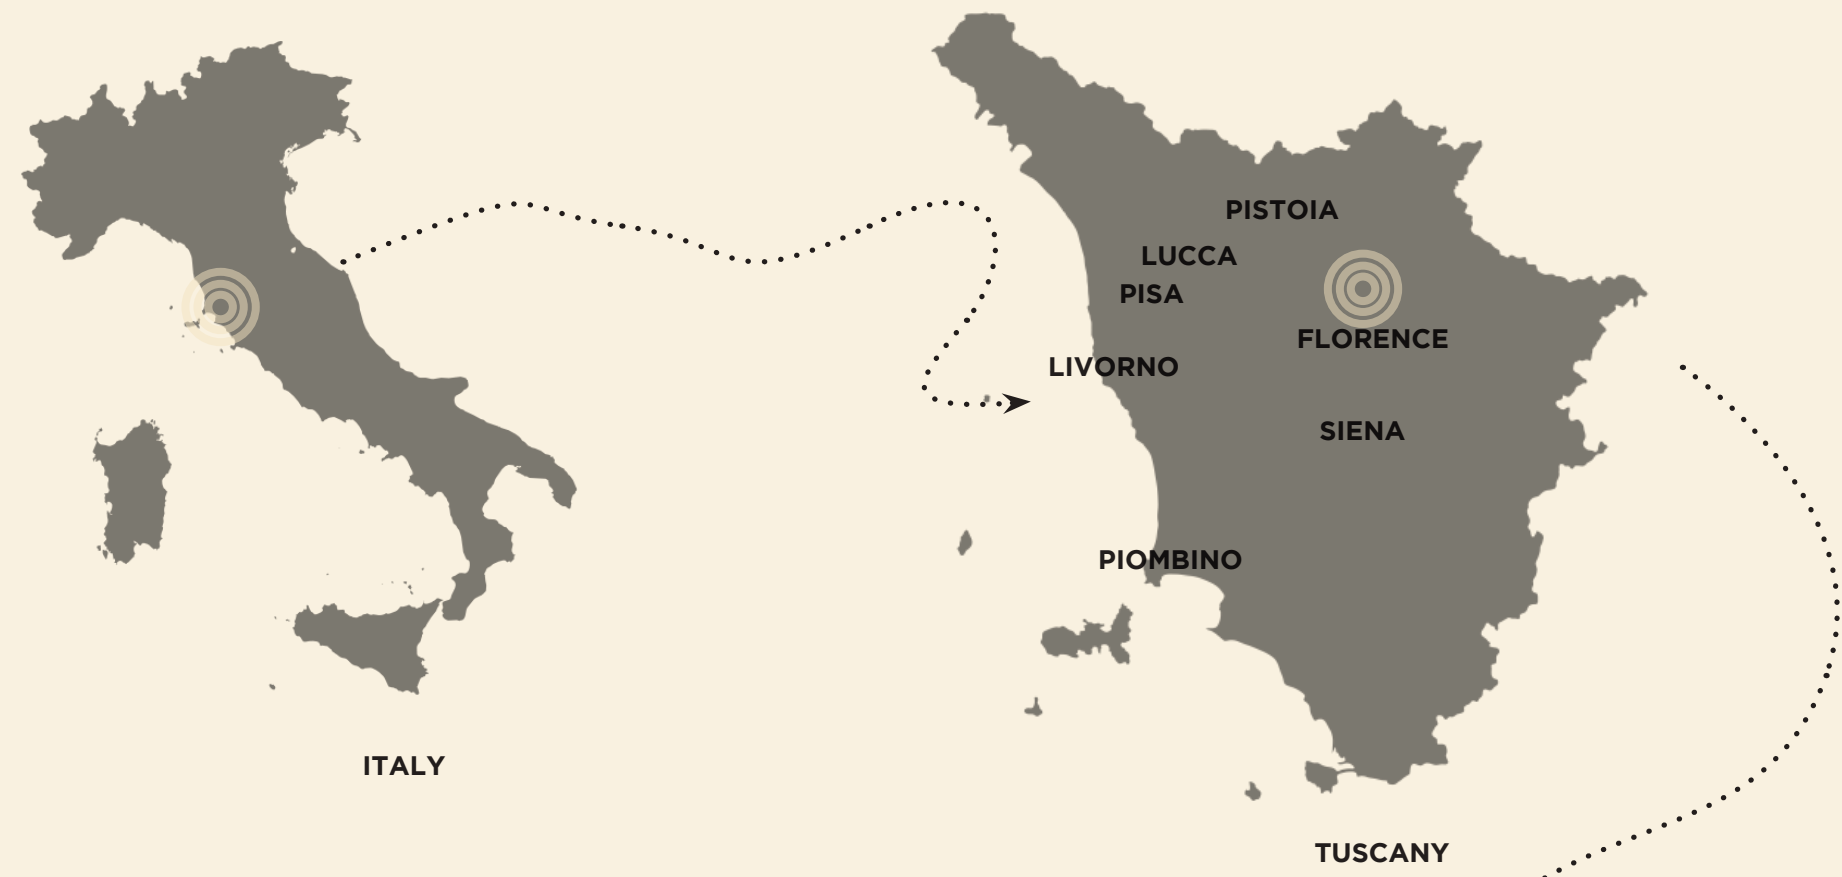 PISTOIA
LUCCA
PISA
FLORENCE
LIVORNO
SIENA
PIOMBINO
ITALY
TUSCANY